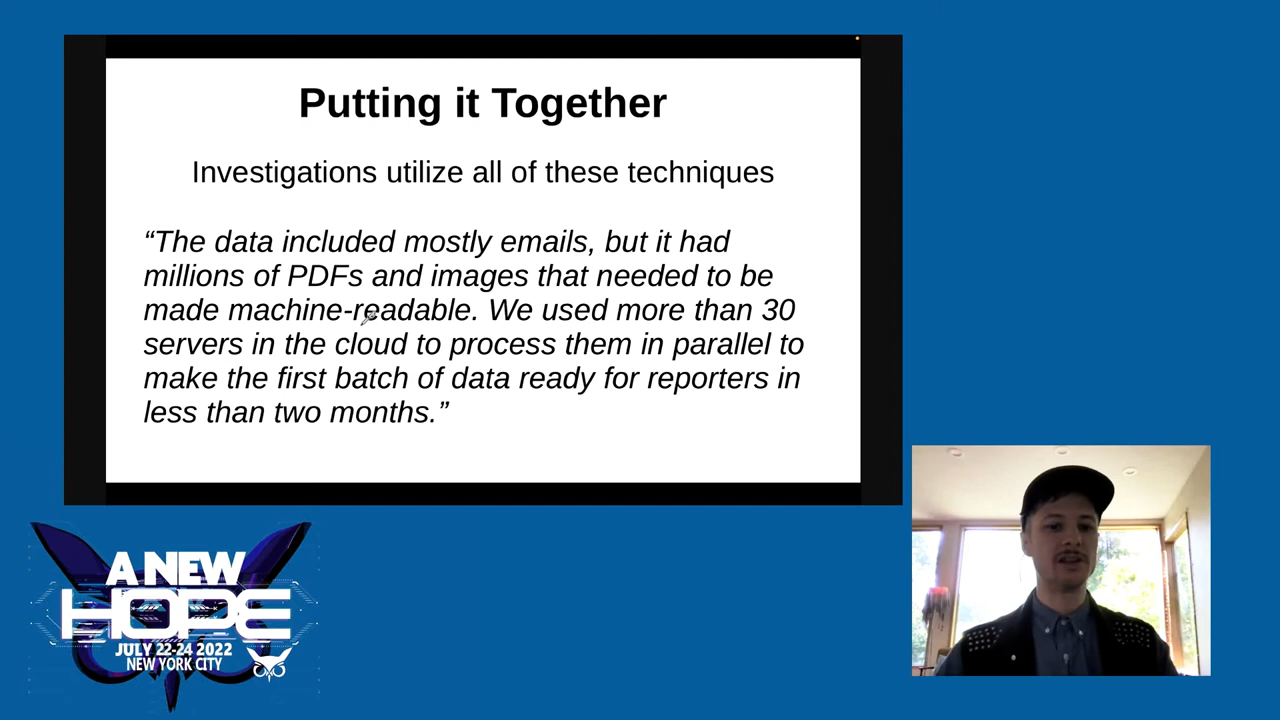 Putting it Together
Investigations utilize all of these techniques
“The data included mostly emails, but it had
millions of PDFs and images that needed to be
made machine-readable. We used more than 30
servers in the cloud to process them in parallel to
make the first batch of data ready for reporters in
less than two months.”
A NEW
HOPE
JULY 22-24 2022
NEW YORK CITY